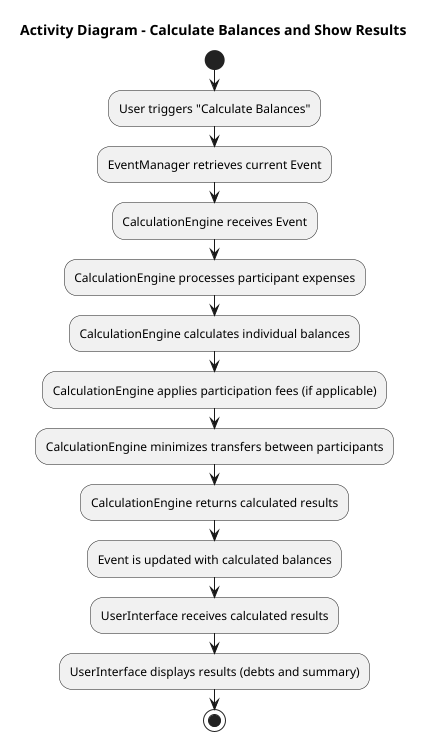 Activity Diagram - Calculate Balances and Show Results
User triggers "Calculate Balances"
EventManager retrieves current Event
CalculationEngine receives Event
CalculationEngine processes participant expenses
CalculationEngine calculates individual balances
CalculationEngine applies participation fees (if applicable)
CalculationEngine minimizes transfers between participants
CalculationEngine returns calculated results
Event is updated with calculated balances
UserInterface receives calculated results
UserInterface displays results (debts and summary)